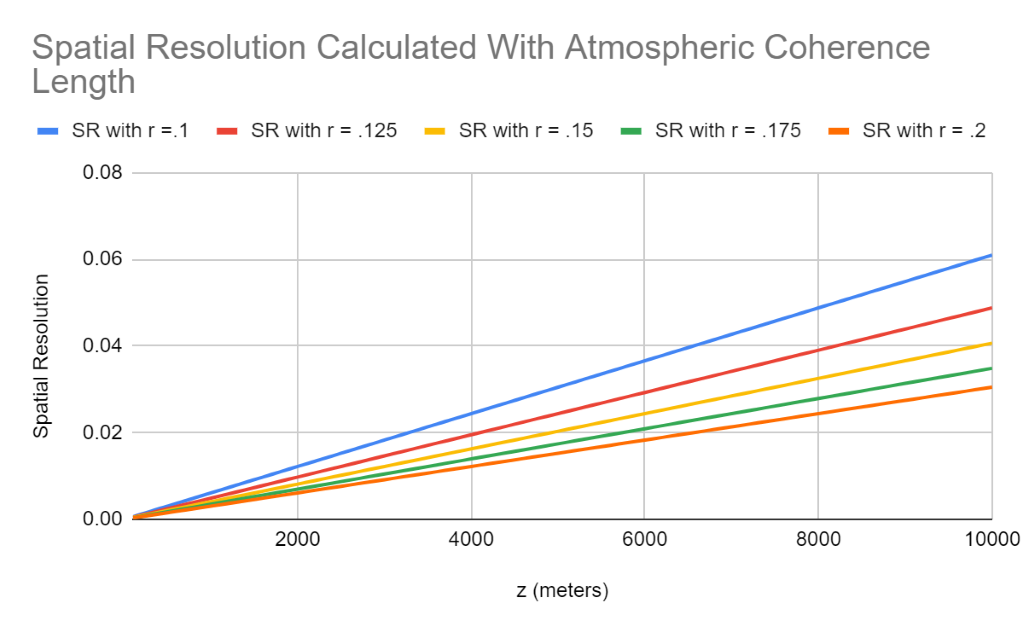 Spatial Resolution Calculated With Atmospheric Coherence
Length
SR with r =.1 SR with r = .125 SR with r = .15 SR with r = .175 SR with r = .2
0.08
0.06
0.04
0.02
0.00
Spatial Resolution
2000 4000 6000 8000 10000
z (meters)